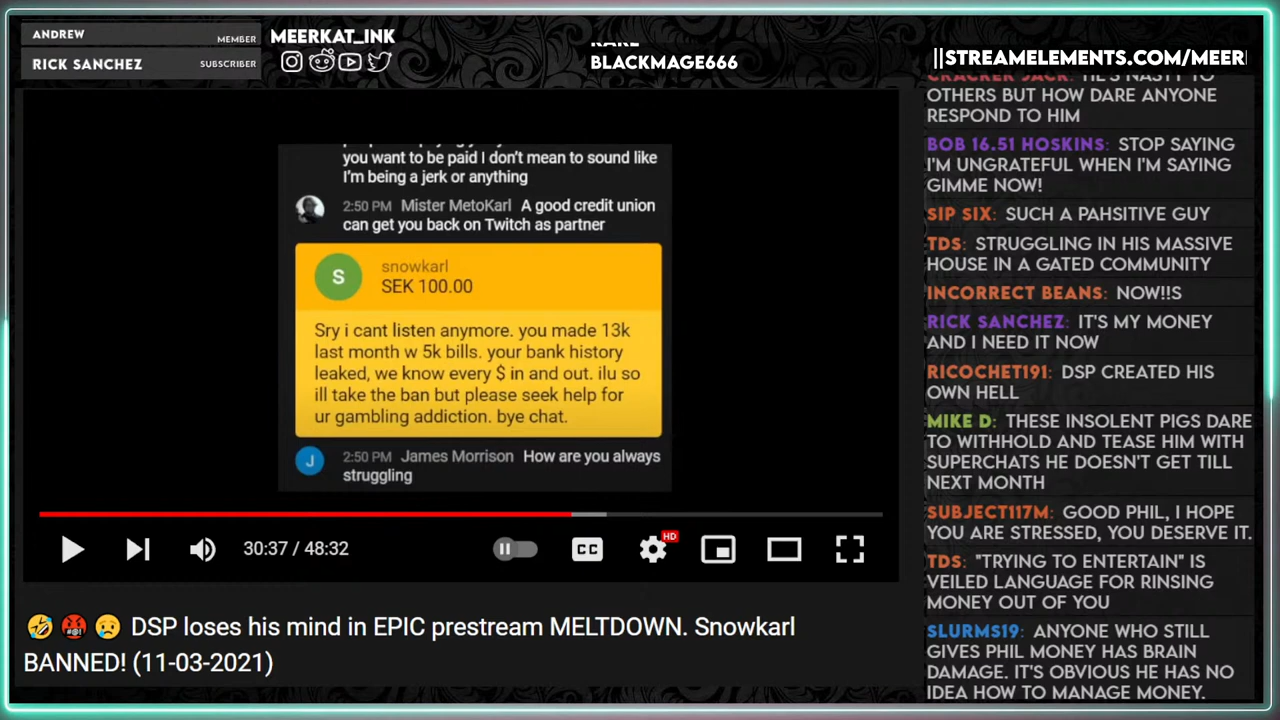 ANDREW
MEMBER
RICK SANCHEZ
SUBSCRIBER
MEERKAT_INK
BLACKMAGE666
||STREAMELEMENTS.COM/MEER
you want to be paid I don't mean to sound like
I'm being a jerk or anything
2:50 PM Mister MetoKarl A good credit union
can get you back on Twitch as partner
S
snowkarl
SEK 100.00
Sry i cant listen anymore. you made 13k
last month w 5k bills. your bank history
leaked, we know every $ in and out. ilu so
ill take the ban but please seek help for
ur gambling addiction. bye chat.
J
2:50 PM James Morrison How are you always
struggling
30:37 / 48:32
CC
HD
🤣 🤬 😥 DSP loses his mind in EPIC prestream MELTDOWN. Snowkarl
BANNED! (11-03-2021)
CRACKER JACK: HE'S NASTY TO
OTHERS BUT HOW DARE ANYONE
RESPOND TO HIM
BOB 16.51 HOSKINS: STOP SAYING
I'M UNGRATEFUL WHEN I'M SAYING
GIMME NOW!
SIP SIX: SUCH A PAHSITIVE GUY
TDS: STRUGGLING IN HIS MASSIVE
HOUSE IN A GATED COMMUNITY
INCORRECT BEANS: NOW!!S
RICK SANCHEZ: IT'S MY MONEY
AND I NEED IT NOW
RICOCHET191: DSP CREATED HIS
OWN HELL
MIKE D: THESE INSOLENT PIGS DARE
TO WITHHOLD AND TEASE HIM WITH
SUPERCHATS HE DOESN'T GET TILL
NEXT MONTH
SUBJECT117M: GOOD PHIL, I HOPE
YOU ARE STRESSED, YOU DESERVE IT.
TDS: "TRYING TO ENTERTAIN" IS
VEILED LANGUAGE FOR RINSING
MONEY OUT OF YOU
SLURMS19: ANYONE WHO STILL
GIVES PHIL MONEY HAS BRAIN
DAMAGE. IT'S OBVIOUS HE HAS NO
IDEA HOW TO MANAGE MONEY.